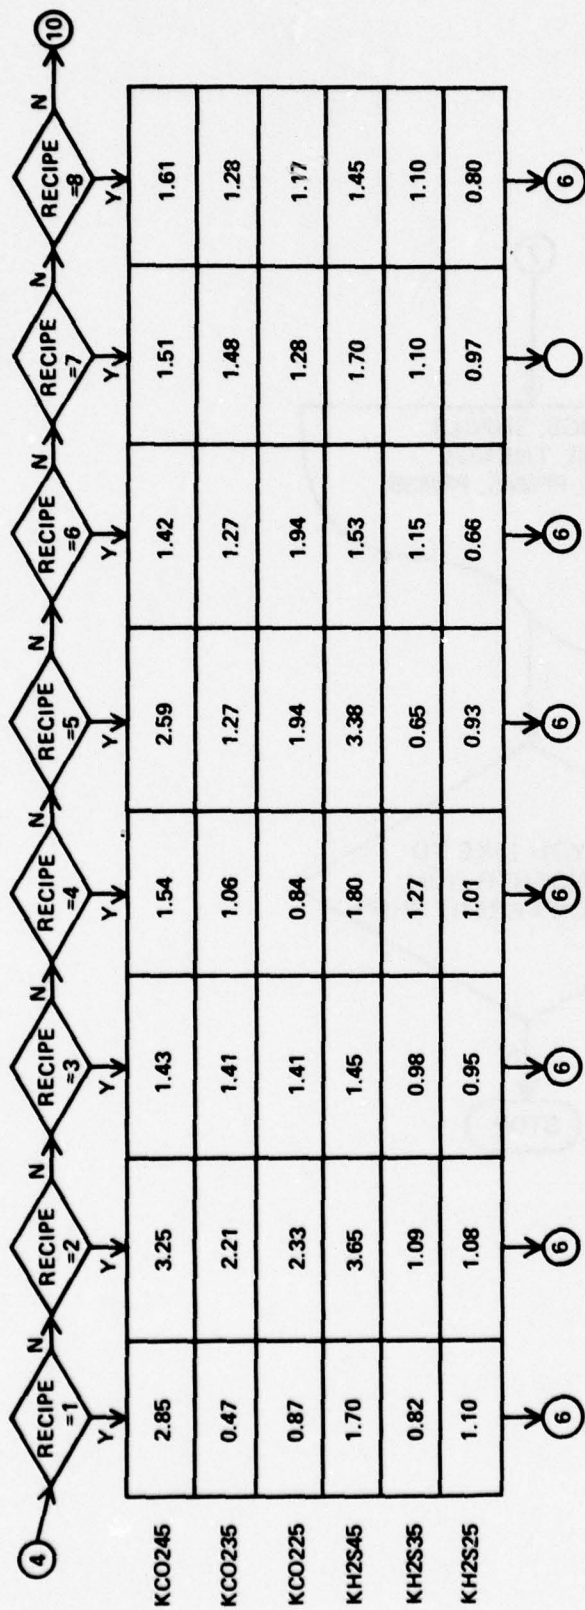 4
RECIPE
=1
N
RECIPE
=2
N
RECIPE
=3
N
RECIPE
=4
N
RECIPE
=5
N
RECIPE
=6
N
RECIPE
=7
N
RECIPE
=8
N
10
Y Y Y Y Y Y Y Y
KCO245 2.85 3.25 1.43 1.54 2.59 1.42 1.51 1.61
KCO235 0.47 2.21 1.41 1.06 1.27 1.27 1.48 1.28
KCO225 0.87 2.33 1.41 0.84 1.94 1.94 1.28 1.17
KH2S45 1.70 3.65 1.45 1.80 3.38 1.53 1.70 1.45
KH2S35 0.82 1.09 0.98 1.27 0.65 1.15 1.10 1.10
KH2S25 1.10 1.08 0.95 1.01 0.93 0.66 0.97 0.80
6 6 6 6 6 6 6